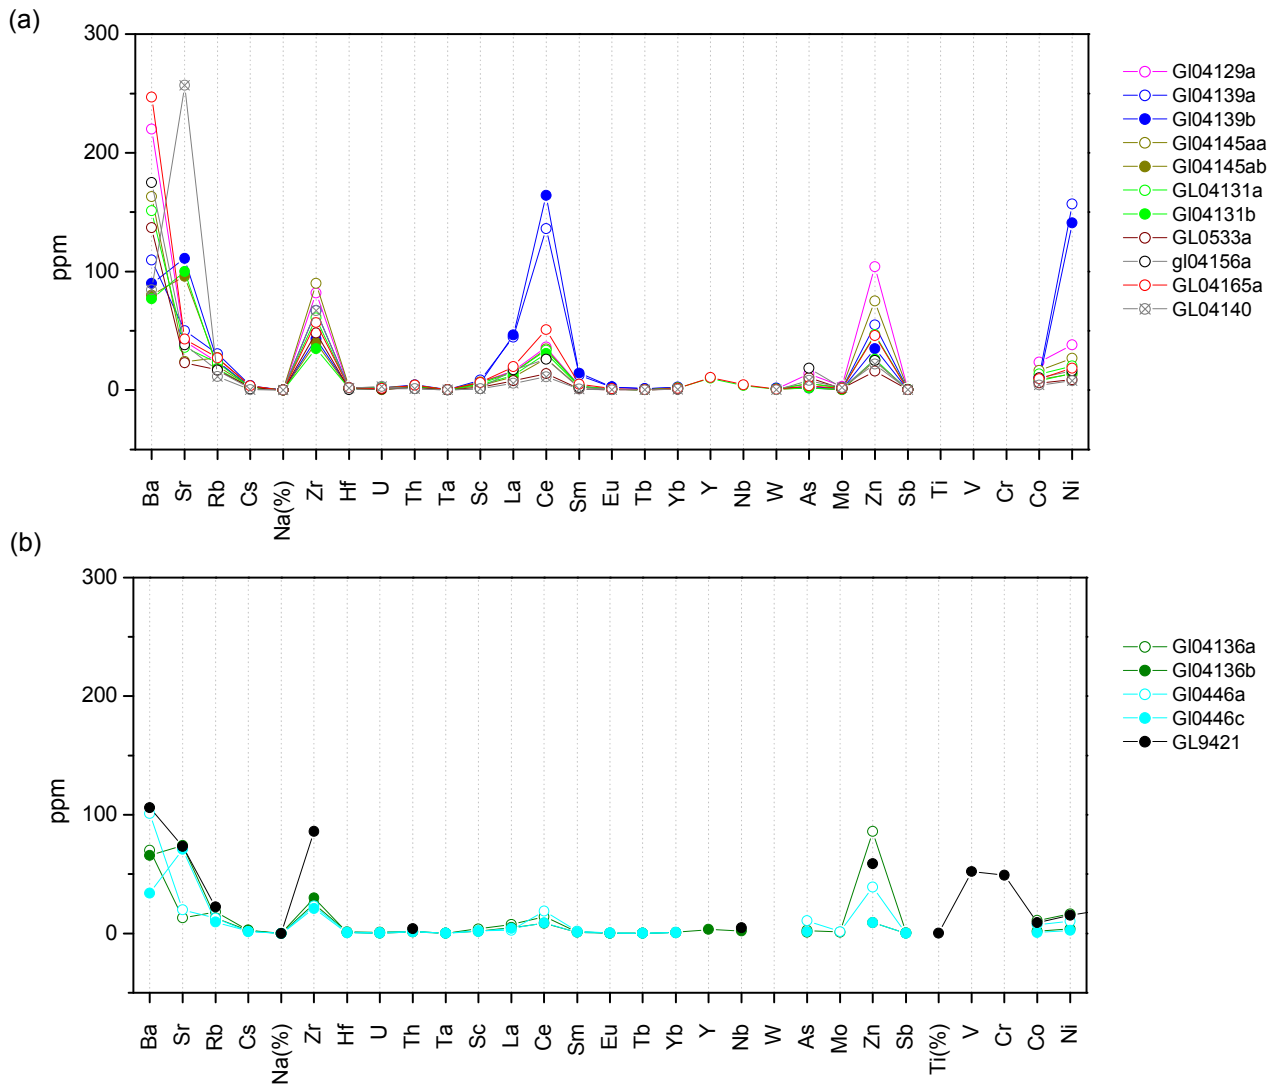 (a)
300
200
100
0
ppm
Ba Sr Rb Cs Na(%) Zr Hf U Th Ta Sc La Ce Sm Eu Tb Yb Y Nb W As Mo Zn Sb Ti V Cr Co Ni
Gl04129a
Gl04139a
Gl04139b
Gl04145aa
Gl04145ab
GL04131a
Gl04131b
GL0533a
gl04156a
GL04165a
GL04140
(b)
300
200
100
0
ppm
Ba Sr Rb Cs Na(%) Zr Hf U Th Ta Sc La Ce Sm Eu Tb Yb Y Nb W As Mo Zn Sb Ti(%) V Cr Co Ni
Gl04136a
Gl04136b
Gl0446a
Gl0446c
GL9421